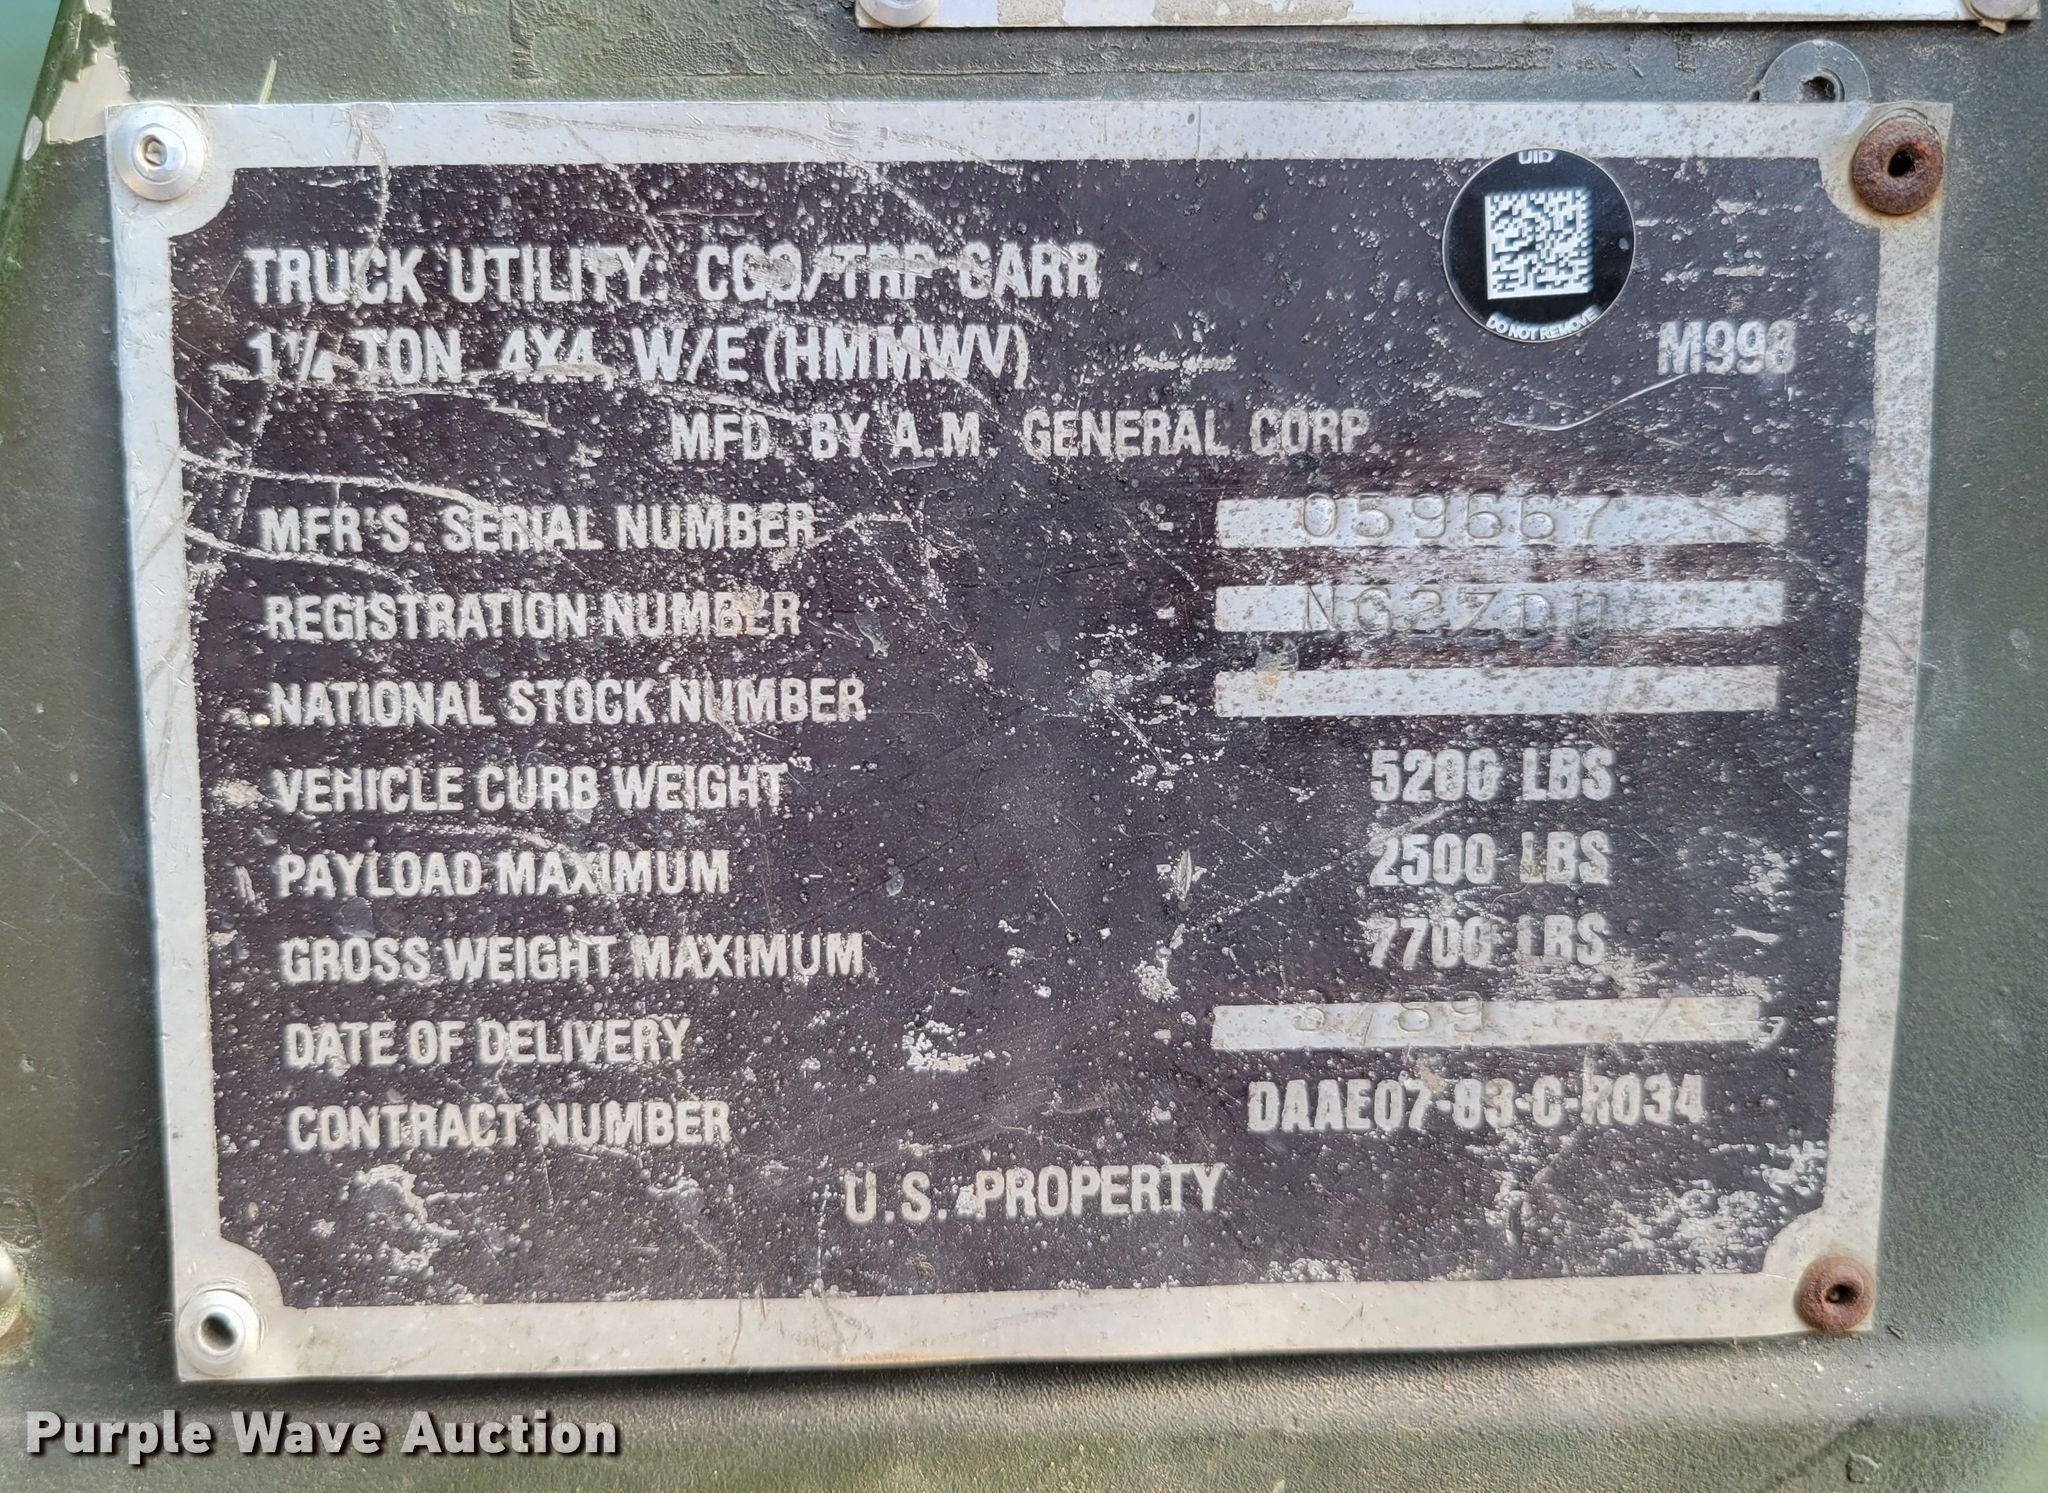 UID
DO NOT REMOVE
TRUCK UTILITY: CGO/TRP CARR
1 1/4 TON, 4X4, W/E (HMMWV) M998
MFD. BY A.M. GENERAL CORP.
MFR'S. SERIAL NUMBER 059667
REGISTRATION NUMBER NG2ZDU
NATIONAL STOCK NUMBER
VEHICLE CURB WEIGHT 5200 LBS
PAYLOAD MAXIMUM 2500 LBS
GROSS WEIGHT MAXIMUM 7700 LBS
DATE OF DELIVERY
CONTRACT NUMBER DAAE07-83-C-R034
U.S. PROPERTY
Purple Wave Auction